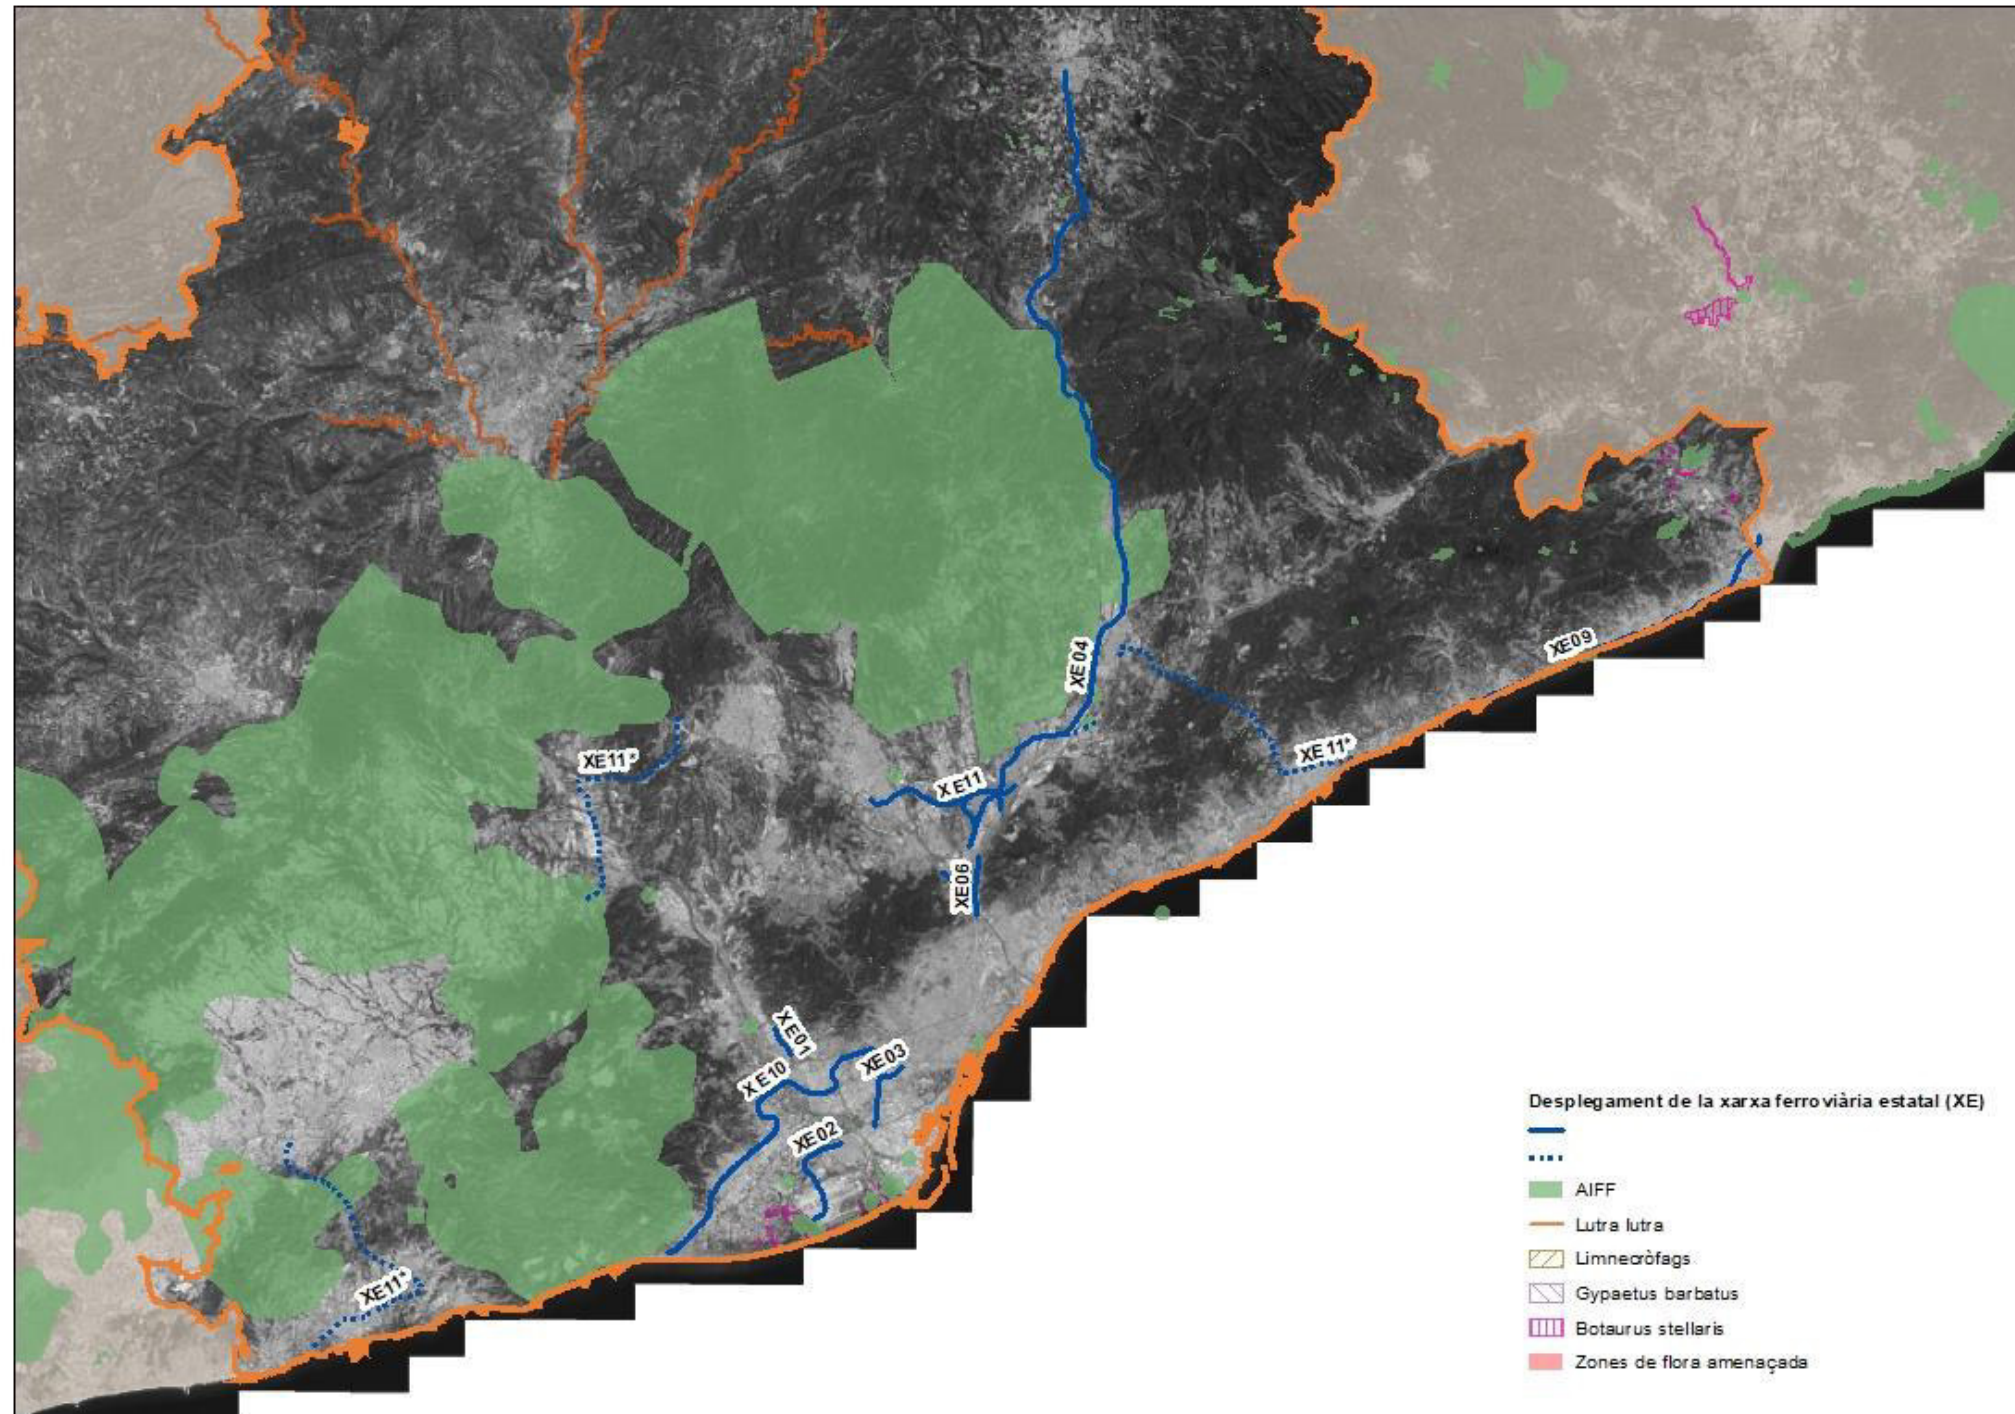 XE04
XE09
XE11*
XE11*
XE11
XE06
XE01
XE03
XE10
XE02
XE11*
Desplegament de la xarxa ferroviària estatal (XE)
AIFF
Lutra lutra
Limnecròfags
Gypaetus barbatus
Botaurus stellaris
Zones de flora amenaçada